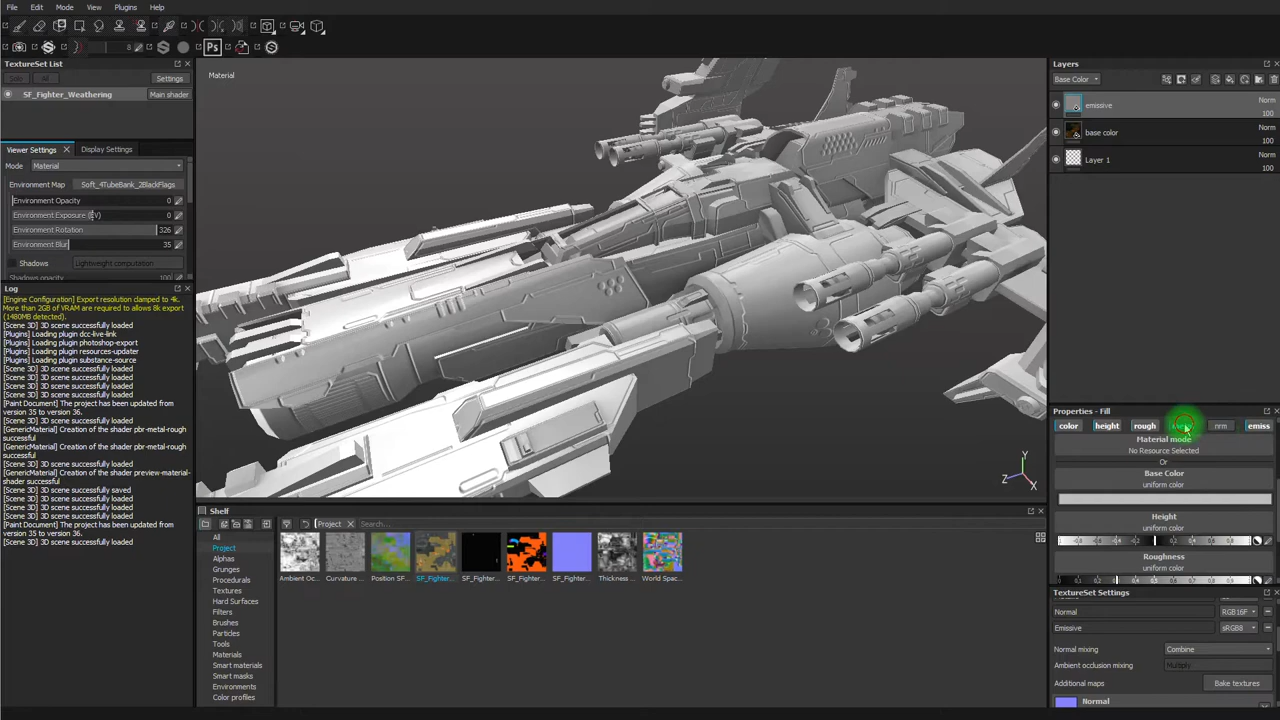 File Edit Mode View Plugins Help
8
Ps
TextureSet List
Solo All Settings
SF_Fighter_Weathering Main shader
Viewer Settings Display Settings
Mode Material
Environment Map Soft_4TubeBank_2BlackFlags
Environment Opacity 0
Environment Exposure (EV) 0
Environment Rotation 326
Environment Blur 35
Shadows Lightweight computation
Shadows opacity 100
Log
[Engine Configuration] Export resolution clamped to 4k.
More than 2GB of VRAM are required to allows 8k export
(1480MB detected).
[Scene 3D] 3D scene successfully loaded
[Plugins] Loading plugin dcc-live-link
[Plugins] Loading plugin photoshop-export
[Plugins] Loading plugin resources-updater
[Plugins] Loading plugin substance-source
[Scene 3D] 3D scene successfully loaded
[Scene 3D] 3D scene successfully loaded
[Scene 3D] 3D scene successfully loaded
[Scene 3D] 3D scene successfully loaded
[Paint Document] The project has been updated from
version 35 to version 36.
[Scene 3D] 3D scene successfully loaded
[GenericMaterial] Creation of the shader pbr-metal-rough
successful
[GenericMaterial] Creation of the shader pbr-metal-rough
successful
[Scene 3D] 3D scene successfully loaded
[GenericMaterial] Creation of the shader preview-material-
shader successful
[Scene 3D] 3D scene successfully saved
[Scene 3D] 3D scene successfully loaded
[Scene 3D] 3D scene successfully loaded
[Scene 3D] 3D scene successfully loaded
[Paint Document] The project has been updated from
version 35 to version 36.
[Scene 3D] 3D scene successfully loaded
Material
Y
Z
X
Shelf
Project Search...
All
Project
Alphas
Grunges
Procedurals
Textures
Hard Surfaces
Filters
Brushes
Particles
Tools
Materials
Smart materials
Smart masks
Environments
Color profiles
Ambient Oc... Curvature ... Position SF... SF_Fighter... SF_Fighter... SF_Fighter... SF_Fighter... Thickness ... World Spac...
Layers
Base Color
emissive Norm
100
base color Norm
100
Layer 1 Norm
100
Properties - Fill
color height rough nrm emiss
Material mode
No Resource Selected
Or
Base Color
uniform color
Height
uniform color
Roughness
uniform color
TextureSet Settings
Normal RGB16F
Emissive sRGB8
Normal mixing Combine
Ambient occlusion mixing Multiply
Additional maps Bake textures
Normal